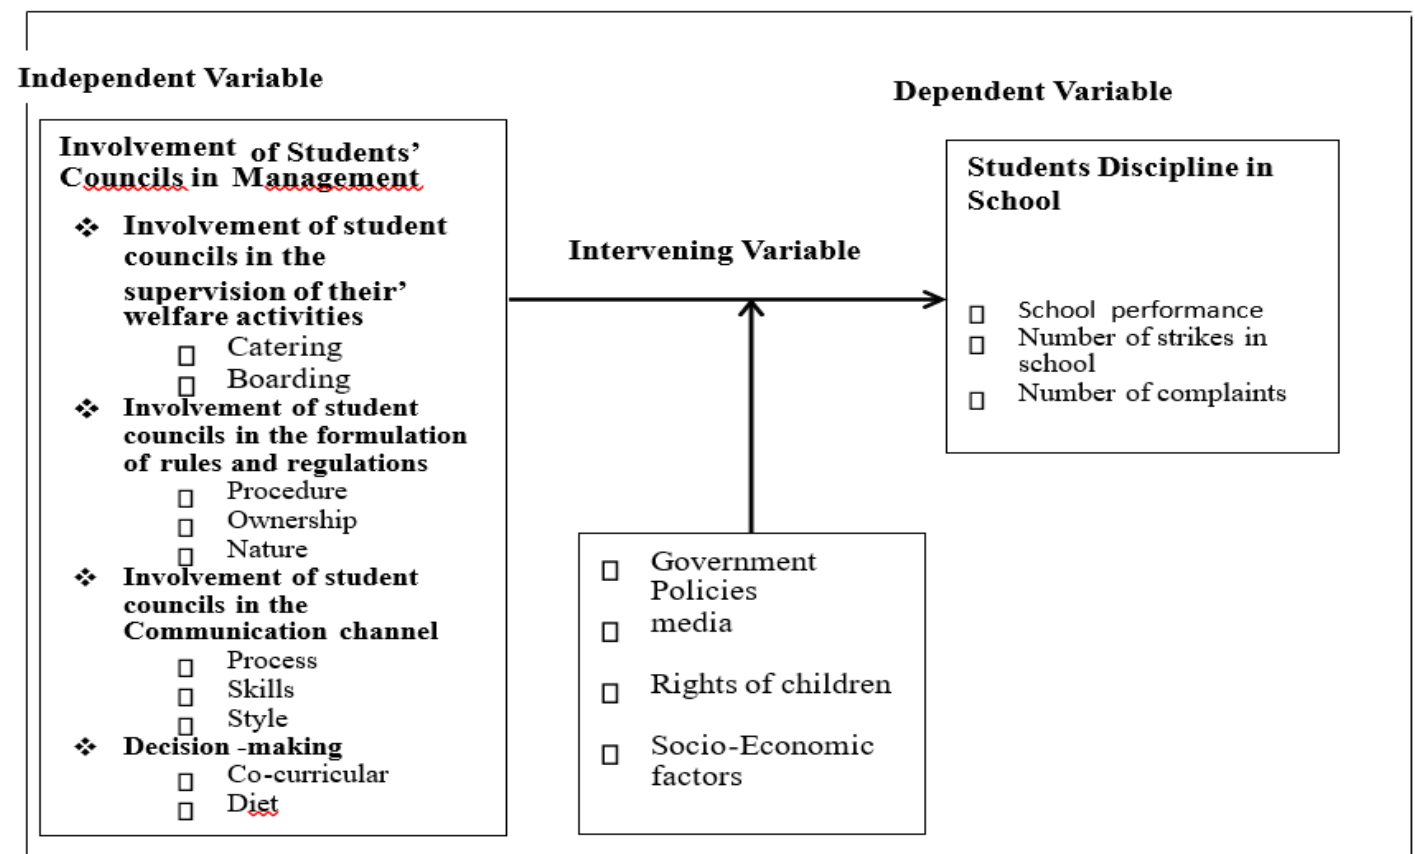 Independent Variable
Involvement of Students’
Councils in Management
❖ Involvement of student
councils in the
supervision of their’
welfare activities
Catering
Boarding
❖ Involvement of student
councils in the formulation
of rules and regulations
Procedure
Ownership
Nature
❖ Involvement of student
councils in the
Communication channel
Process
Skills
Style
❖ Decision -making
Co-curricular
Diet
Intervening Variable
Government
Policies
media
Rights of children
Socio-Economic
factors
Dependent Variable
Students Discipline in
School
School performance
Number of strikes in
school
Number of complaints